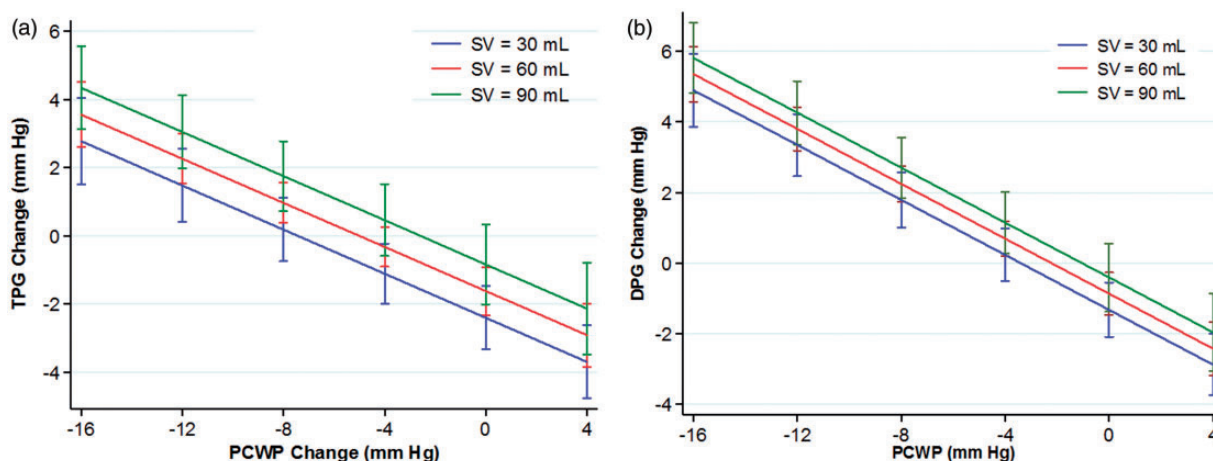 (a)
SV = 30 mL
SV = 60 mL
SV = 90 mL
TPG Change (mm Hg)
6
4
2
0
-2
-4
-16 -12 -8 -4 0 4
PCWP Change (mm Hg)
(b)
SV = 30 mL
SV = 60 mL
SV = 90 mL
DPG Change (mm Hg)
6
4
2
0
-2
-4
-16 -12 -8 -4 0 4
PCWP (mm Hg)